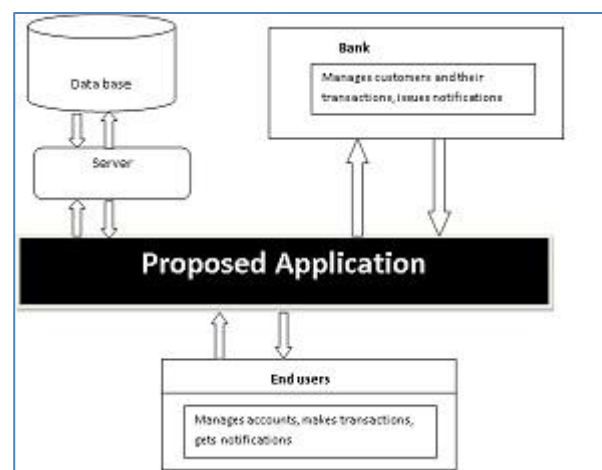 Data base
Server
Bank
Manages customers and their
transactions, issues notifications
Proposed Application
End users
Manages accounts, makes transactions,
gets notifications